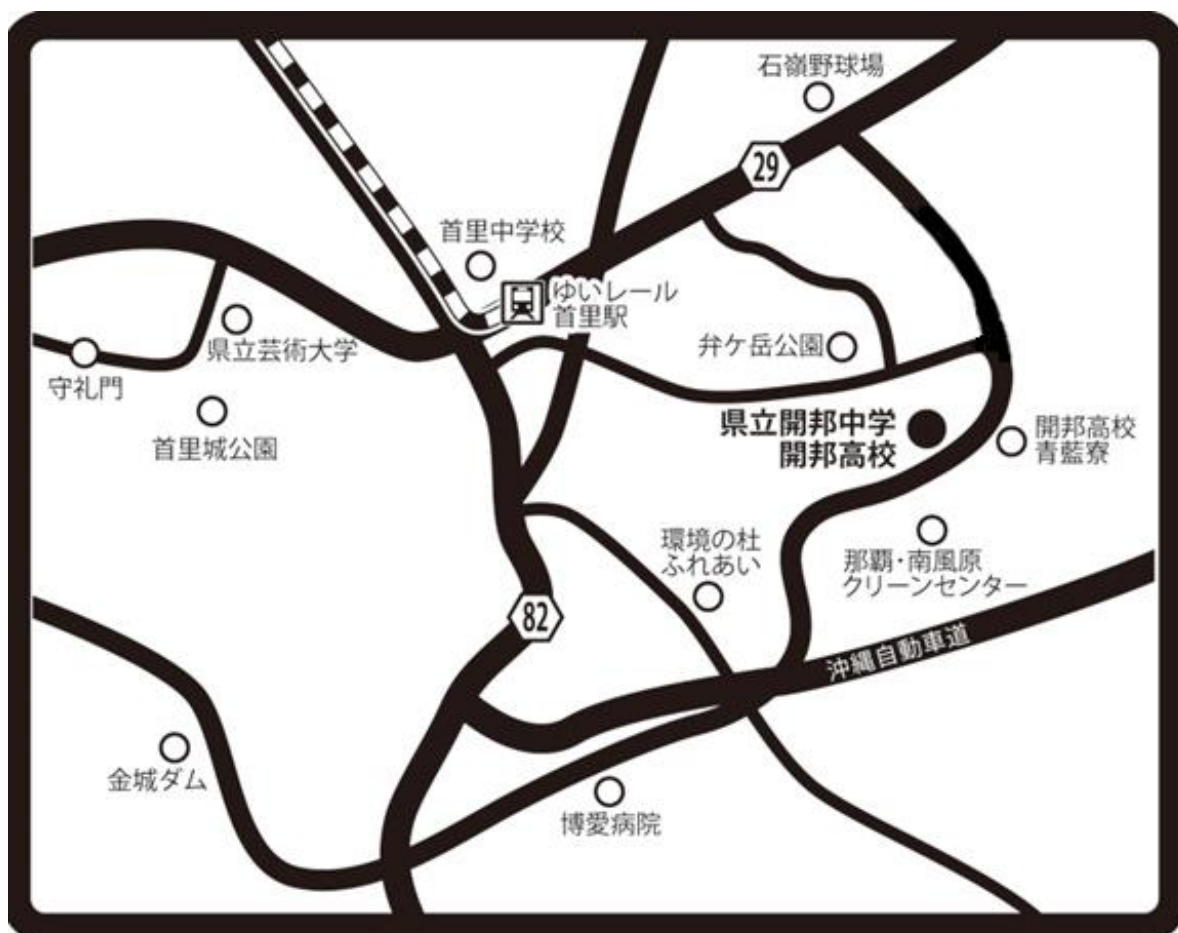 石嶺野球場
29
首里中学校
ゆいレール
首里駅
県立芸術大学
守礼門
首里城公園
弁ケ岳公園
県立開邦中学
開邦高校
開邦高校
青藍寮
環境の杜
ふれあい
那覇・南風原
クリーンセンター
82
沖縄自動車道
金城ダム
博愛病院